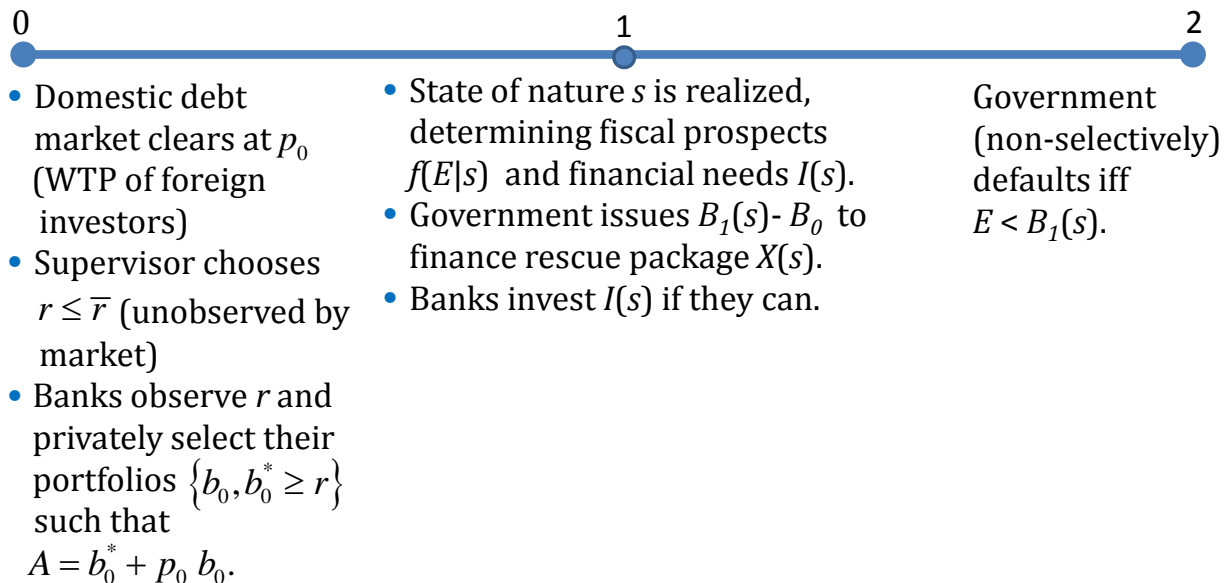 0
1
2
• Domestic debt
market clears at p₀
(WTP of foreign
investors)
• Supervisor chooses
r ≤ r̅ (unobserved by
market)
• Banks observe r and
privately select their
portfolios {b₀, b₀* ≥ r}
such that
A = b₀* + p₀ b₀.
• State of nature s is realized,
determining fiscal prospects
f(E|s) and financial needs I(s).
• Government issues B₁(s)- B₀ to
finance rescue package X(s).
• Banks invest I(s) if they can.
Government
(non-selectively)
defaults iff
E < B₁(s).